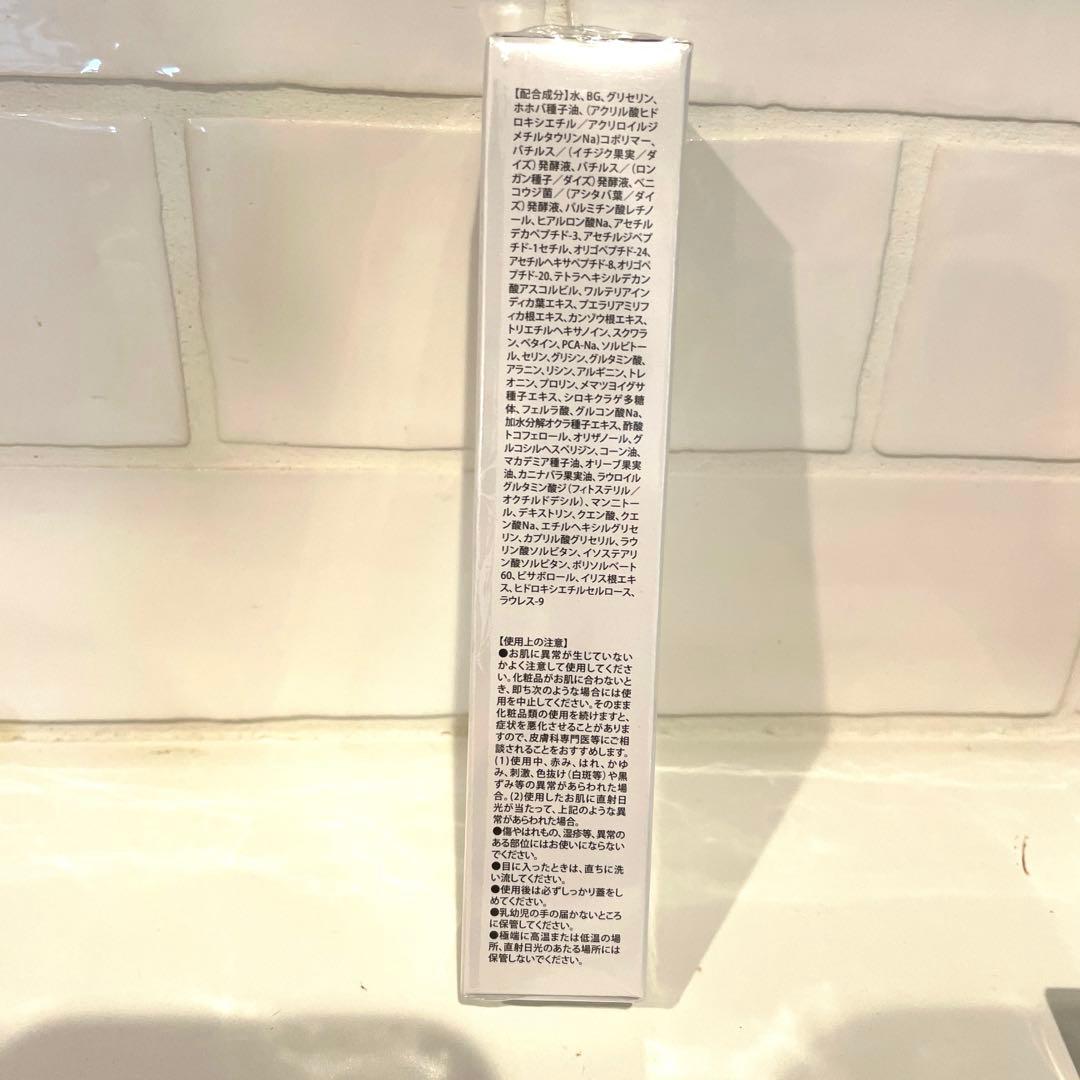 【配合成分】水、BG、グリセリン、
ホホバ種子油、(アクリル酸ヒド
ロキシエチル／アクリロイルジ
メチルタウリンNa)コポリマー、
バチルス／(イチジク果実／ダ
イズ)発酵液、バチルス／(ロン
ガン種子／ダイズ)発酵液、ベニ
コウジ菌／(アシタバ葉／ダイ
ズ)発酵液、パルミチン酸レチノ
ール、ヒアルロン酸Na、アセチル
デカペプチド-3、アセチルジペプ
チド-1セチル、オリゴペプチド-24、
アセチルヘキサペプチド-8、オリゴペ
プチド-20、テトラヘキシルデカン
酸アスコルビル、ワルテリアイン
ディカ葉エキス、プエラリアミリフ
ィカ根エキス、カンゾウ根エキス、
トリエチルヘキサノイン、スクワラ
ン、ベタイン、PCA-Na、ソルビトー
ル、セリン、グリシン、グルタミン酸、
アラニン、リシン、アルギニン、トレ
オニン、プロリン、メマツヨイグサ
種子エキス、シロキクラゲ多糖
体、フェルラ酸、グルコン酸Na、
加水分解オクラ種子エキス、酢酸
トコフェロール、オリザノール、グ
ルコシルヘスペリジン、コーン油、
マカデミア種子油、オリーブ果実
油、カニナバラ果実油、ラウロイル
グルタミン酸ジ(フィトステリル／
オクチルドデシル)、マンニトー
ル、デキストリン、クエン酸、クエ
ン酸Na、エチルヘキシルグリセ
リン、カプリル酸グリセリル、ラウ
リン酸ソルビタン、イソステアリ
ン酸ソルビタン、ポリソルベート
60、ビサボロール、イリス根エキ
ス、ヒドロキシエチルセルロース、
ラウレス-9
【使用上の注意】
●お肌に異常が生じていない
かよく注意して使用してくださ
い。化粧品がお肌に合わないと
き、即ち次のような場合には使
用を中止してください。そのまま
化粧品類の使用を続けますと、
症状を悪化させることがありま
すので、皮膚科専門医等にご相
談されることをおすすめします。
(1)使用中、赤み、はれ、かゆ
み、刺激、色抜け(白斑等)や黒
ずみ等の異常があらわれた場
合。(2)使用したお肌に直射日
光が当たって、上記のような異
常があらわれた場合。
●傷やはれもの、湿疹等、異常の
ある部位にはお使いにならない
でください。
●目に入ったときは、直ちに洗
い流してください。
●使用後は必ずしっかり蓋をし
めてください。
●乳幼児の手の届かないところ
に保管してください。
●極端に高温または低温の場
所、直射日光のあたる場所には
保管しないでください。